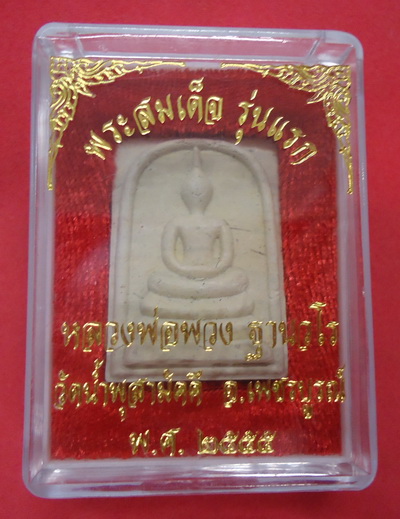 พระสมเด็จ รุ่นแรก
หลวงพ่อพวง ฐานวโร
วัดน้ำพุสามัคคี จ.เพชรบูรณ์
พ.ศ. ๒๕๕๕